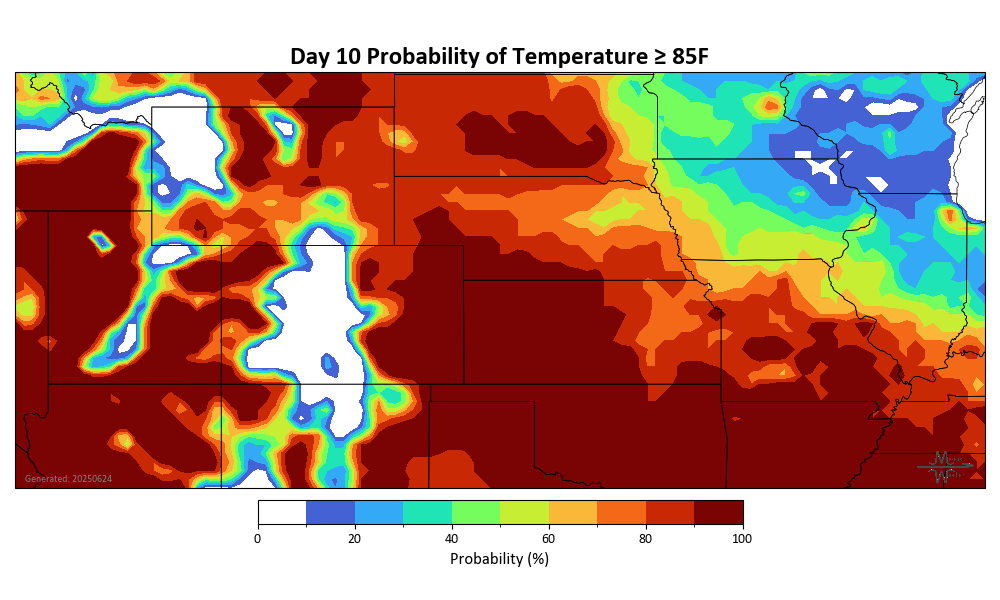 Day 10 Probability of Temperature ≥ 85F
Generated: 20250624
0 20 40 60 80 100
Probability (%)